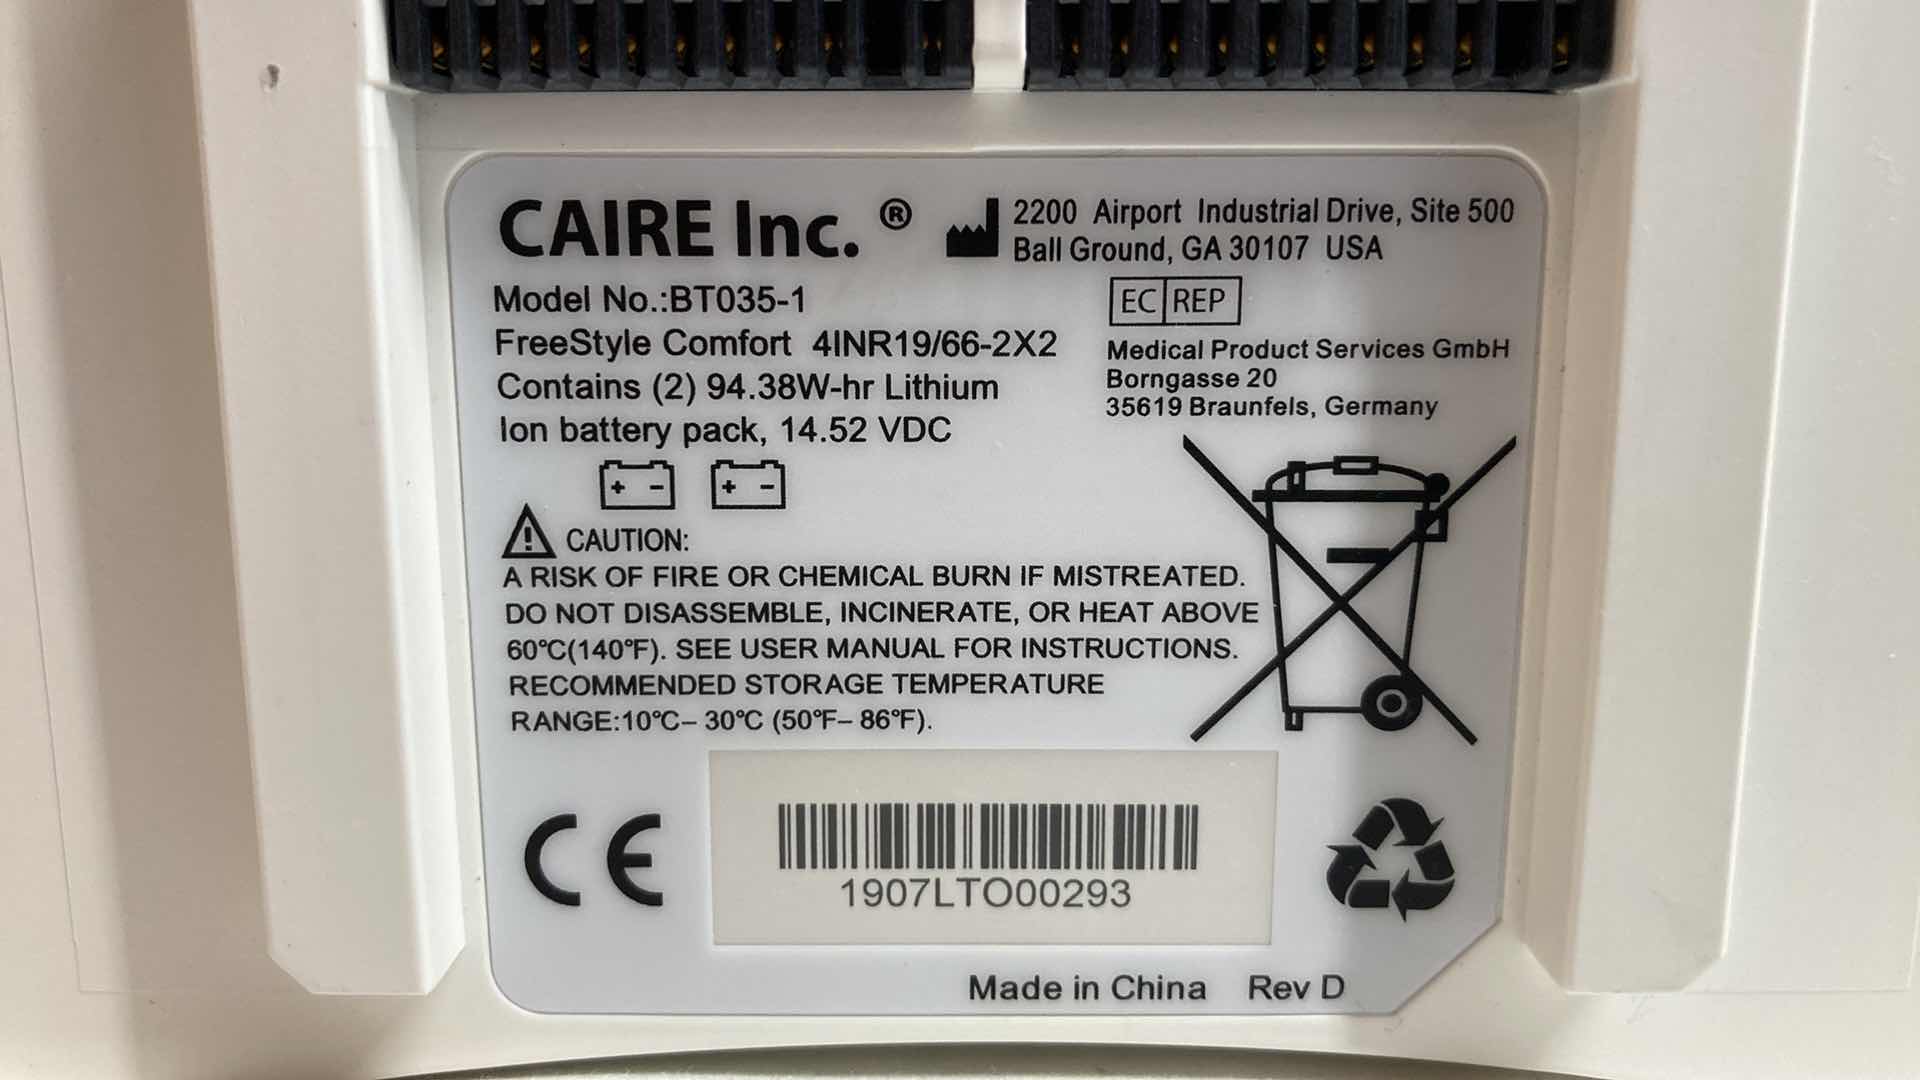 CAIRE Inc. ®
2200 Airport Industrial Drive, Site 500
Ball Ground, GA 30107 USA
Model No.:BT035-1
FreeStyle Comfort 4INR19/66-2X2
Contains (2) 94.38W-hr Lithium
Ion battery pack, 14.52 VDC
EC REP
Medical Product Services GmbH
Borngasse 20
35619 Braunfels, Germany
+ - + -
CAUTION:
A RISK OF FIRE OR CHEMICAL BURN IF MISTREATED.
DO NOT DISASSEMBLE, INCINERATE, OR HEAT ABOVE
60℃(140℉). SEE USER MANUAL FOR INSTRUCTIONS.
RECOMMENDED STORAGE TEMPERATURE
RANGE:10℃– 30℃ (50℉– 86℉).
CE
1907LTO00293
Made in China Rev D